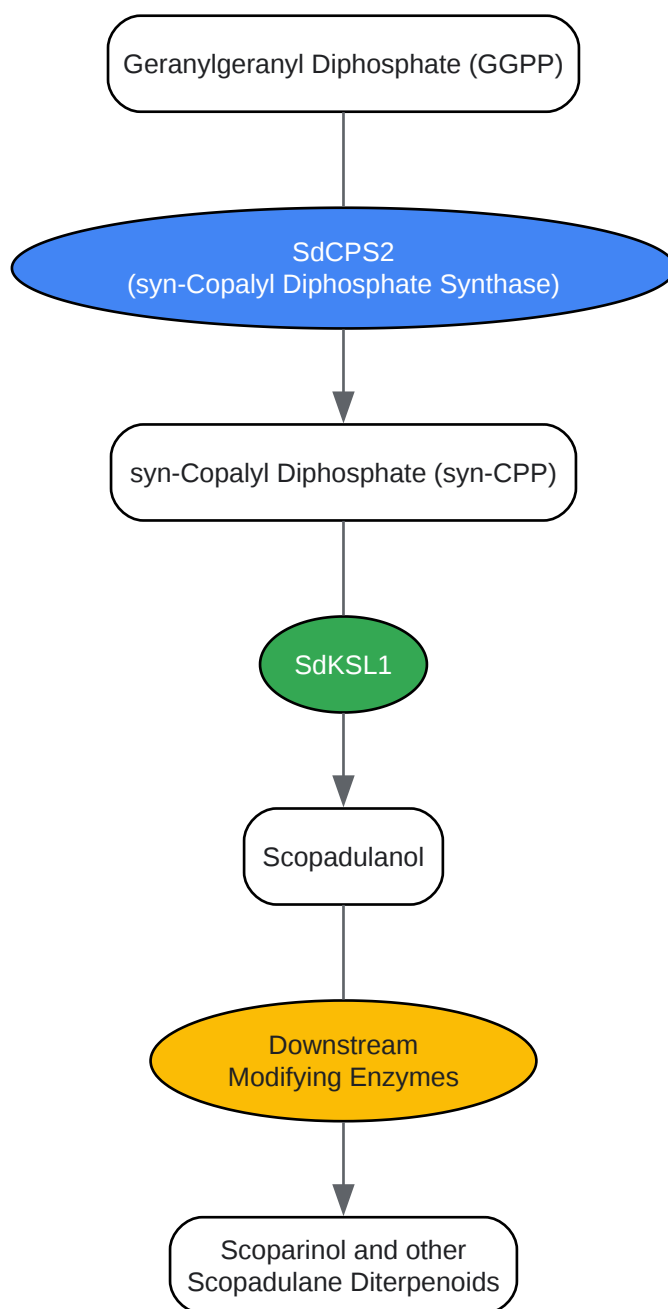 Geranylgeranyl Diphosphate (GGPP)
SdCPS2
(syn-Copalyl Diphosphate Synthase)
syn-Copalyl Diphosphate (syn-CPP)
SdKSL1
Scopadulanol
Downstream
Modifying Enzymes
Scoparinol and other
Scopadulane Diterpenoids